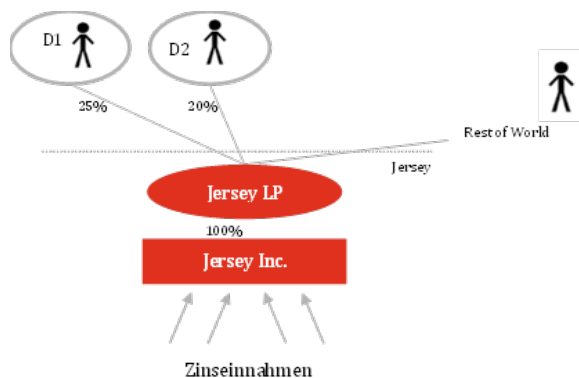 D1
D2
25%
20%
Rest of World
Jersey
Jersey LP
100%
Jersey Inc.
Zinseinnahmen